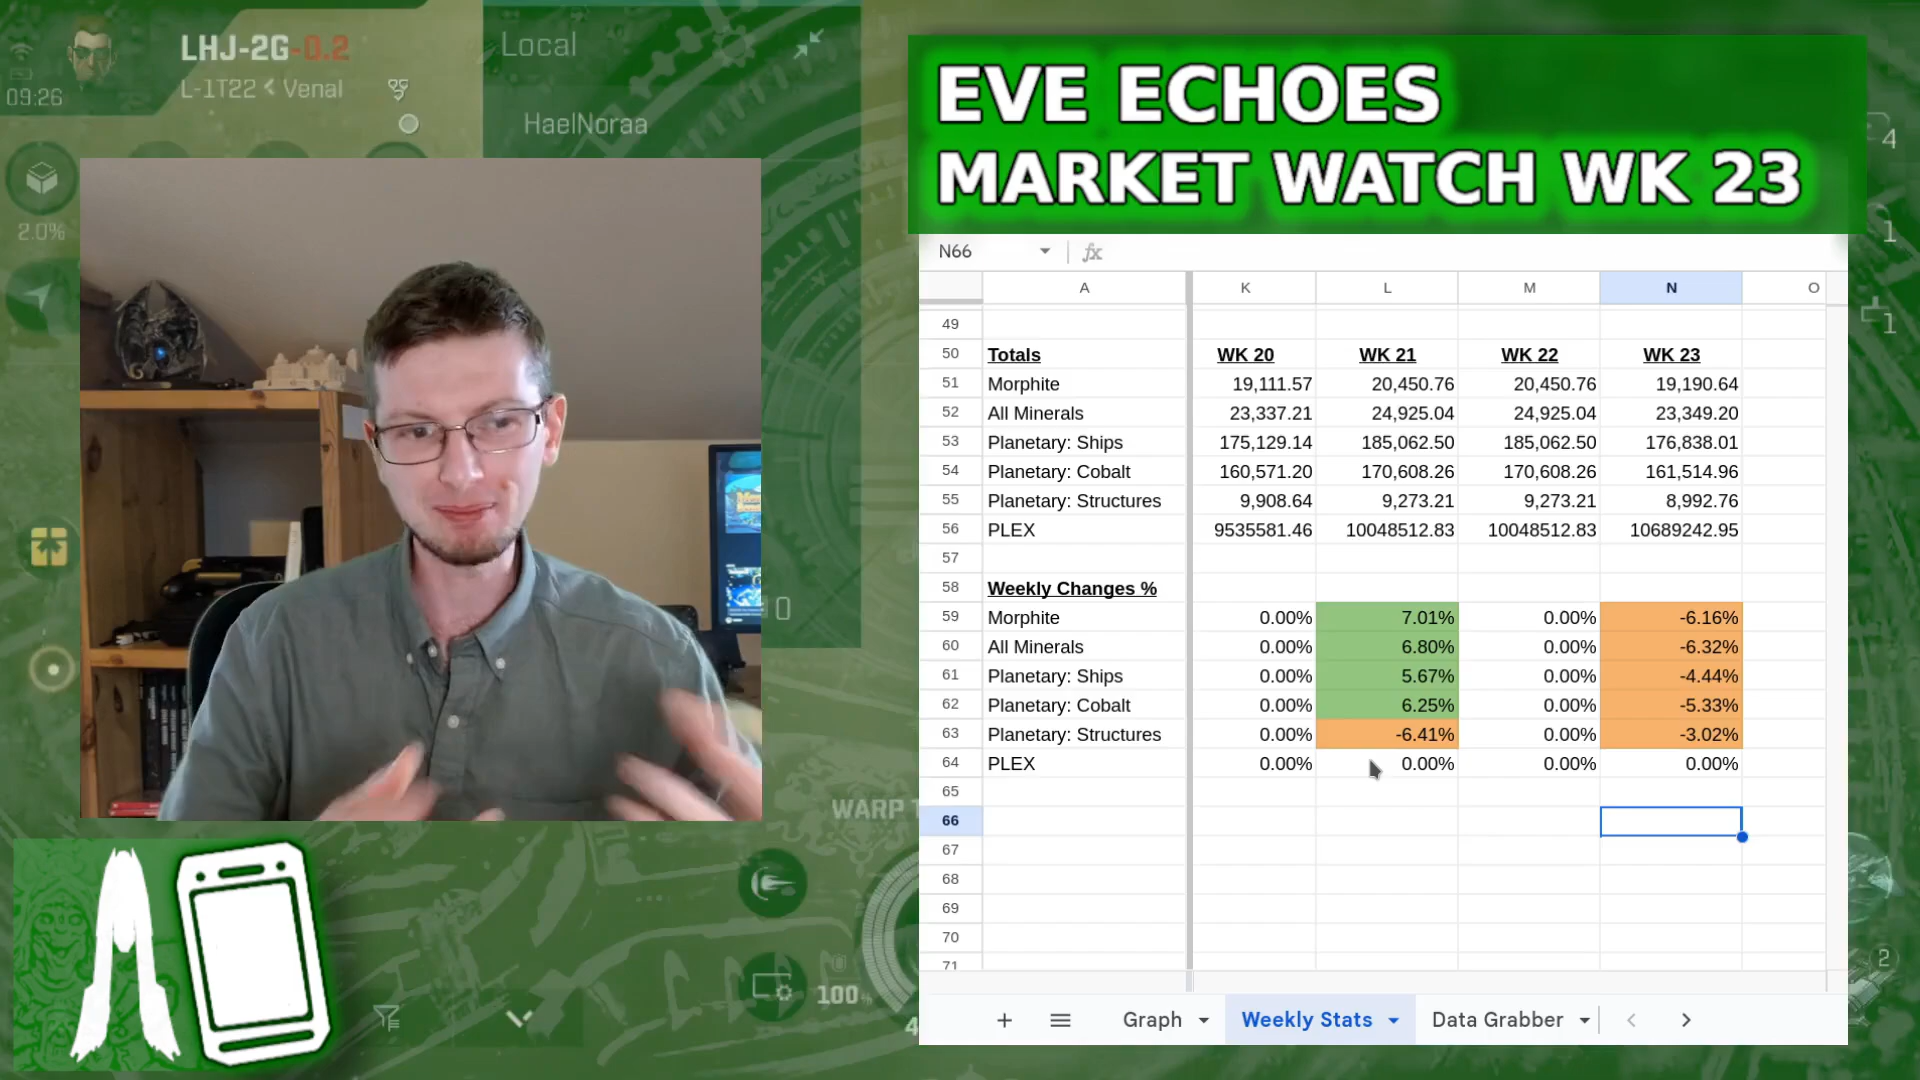 LHJ-2G-0.2
L-1T22 < Venal
09:26
2.0%
Local
HaelNoraa
EVE ECHOES
MARKET WATCH WK 23
N66
fx
A K L M N O
49
50 Totals WK 20 WK 21 WK 22 WK 23
51 Morphite 19,111.57 20,450.76 20,450.76 19,190.64
52 All Minerals 23,337.21 24,925.04 24,925.04 23,349.20
53 Planetary: Ships 175,129.14 185,062.50 185,062.50 176,838.01
54 Planetary: Cobalt 160,571.20 170,608.26 170,608.26 161,514.96
55 Planetary: Structures 9,908.64 9,273.21 9,273.21 8,992.76
56 PLEX 9535581.46 10048512.83 10048512.83 10689242.95
57
58 Weekly Changes %
59 Morphite 0.00% 7.01% 0.00% -6.16%
60 All Minerals 0.00% 6.80% 0.00% -6.32%
61 Planetary: Ships 0.00% 5.67% 0.00% -4.44%
62 Planetary: Cobalt 0.00% 6.25% 0.00% -5.33%
63 Planetary: Structures 0.00% -6.41% 0.00% -3.02%
64 PLEX 0.00% 0.00% 0.00% 0.00%
65
66
67
68
69
70
71
Graph Weekly Stats Data Grabber
WARP T
100%
4
1
1
2